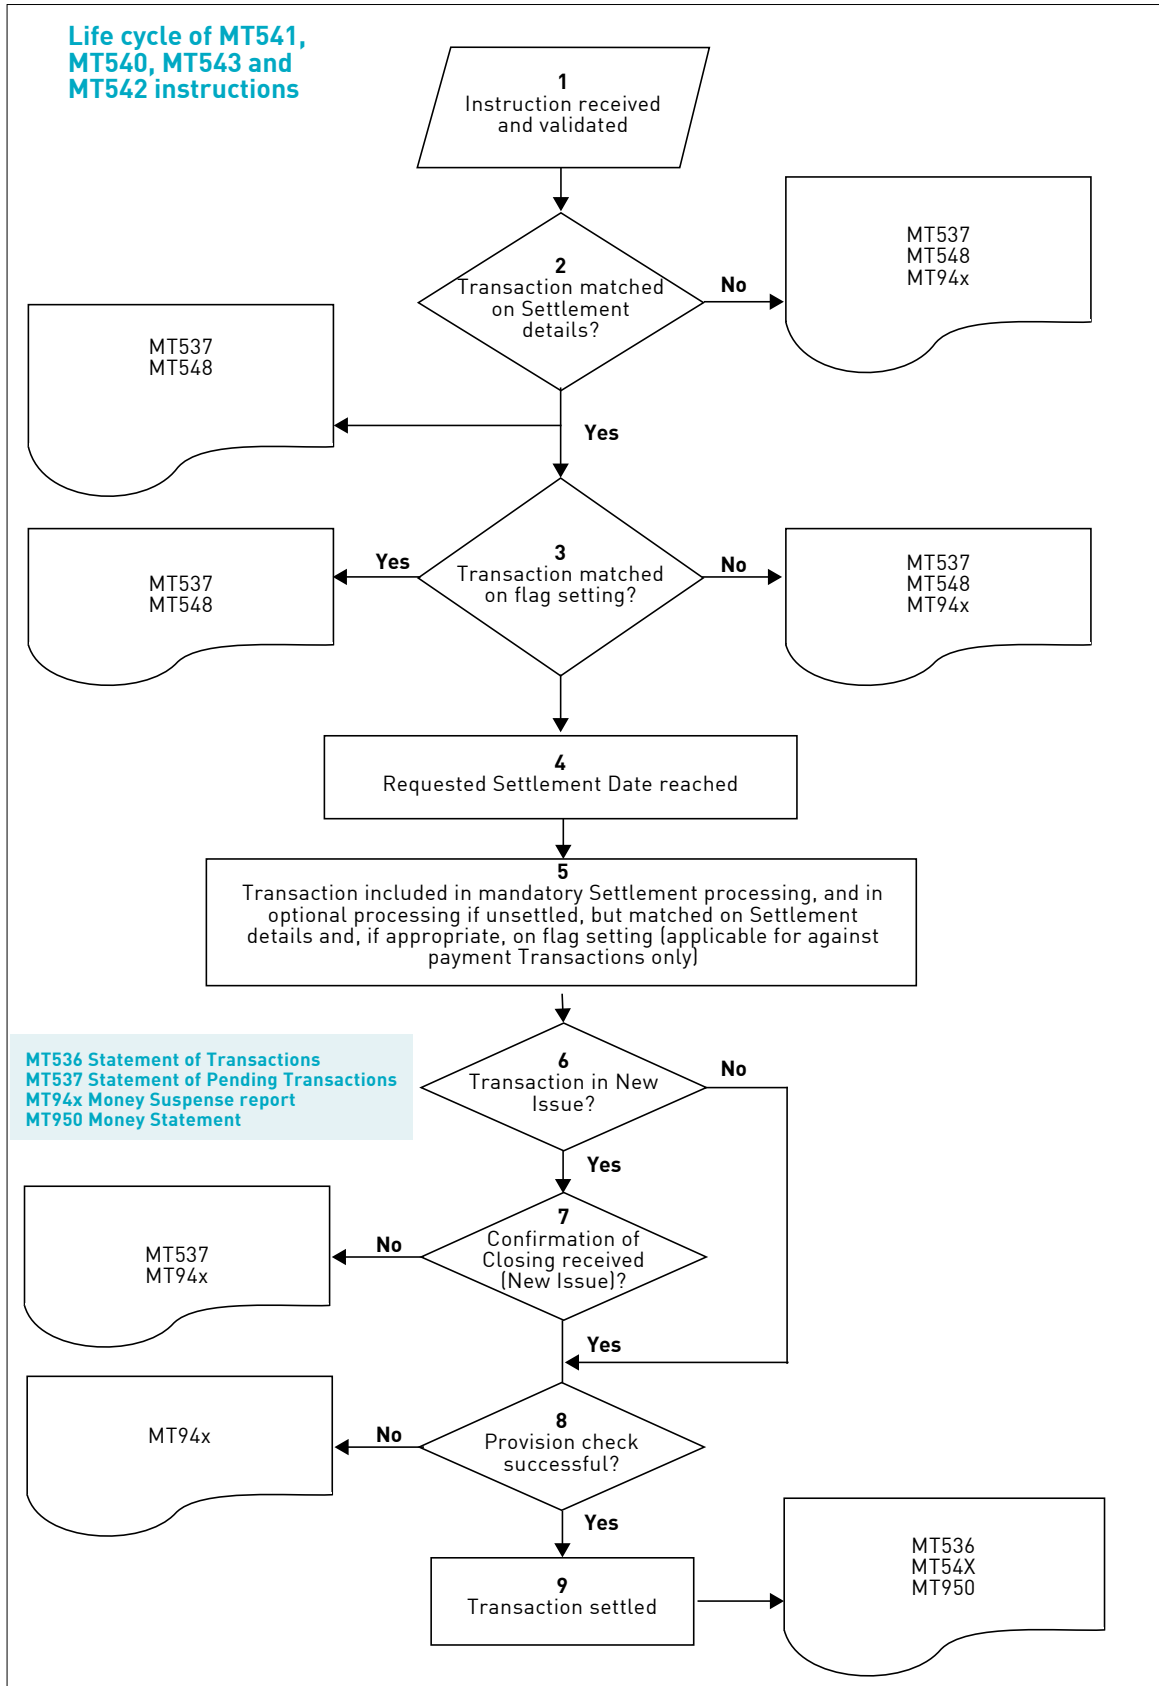 Life cycle of MT541,
MT540, MT543 and
MT542 instructions
1
Instruction received
and validated
2
Transaction matched
on Settlement
details?
No
MT537
MT548
MT94x
MT537
MT548
Yes
3
Transaction matched
on flag setting?
Yes
No
MT537
MT548
MT537
MT548
MT94x
4
Requested Settlement Date reached
5
Transaction included in mandatory Settlement processing, and in
optional processing if unsettled, but matched on Settlement
details and, if appropriate, on flag setting (applicable for against
payment Transactions only)
MT536 Statement of Transactions
MT537 Statement of Pending Transactions
MT94x Money Suspense report
MT950 Money Statement
6
Transaction in New
Issue?
No
Yes
7
Confirmation of
Closing received
(New Issue)?
No
MT537
MT94x
Yes
8
Provision check
successful?
No
MT94x
Yes
9
Transaction settled
MT536
MT54X
MT950